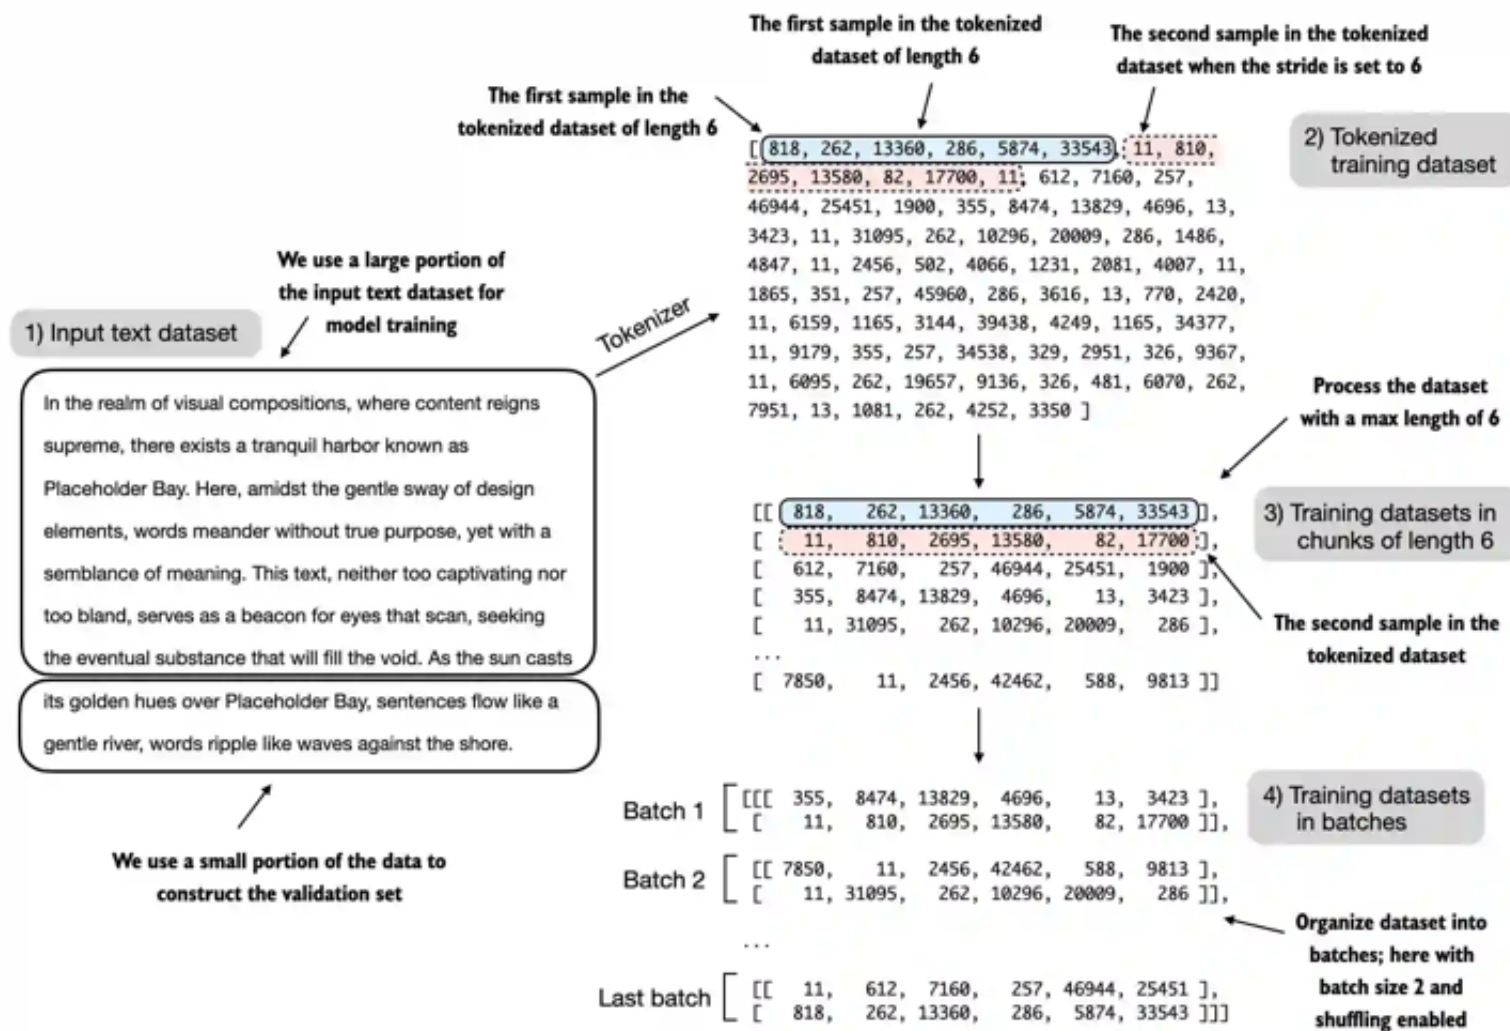 The first sample in the tokenized
dataset of length 6
The second sample in the tokenized
dataset when the stride is set to 6
The first sample in the
tokenized dataset of length 6
2) Tokenized
training dataset
[ 818, 262, 13360, 286, 5874, 33543, 11, 810,
2695, 13580, 82, 17700, 11, 612, 7160, 257,
46944, 25451, 1900, 355, 8474, 13829, 4696, 13,
3423, 11, 31095, 262, 10296, 20009, 286, 1486,
4847, 11, 2456, 502, 4066, 1231, 2081, 4007, 11,
1865, 351, 257, 45960, 286, 3616, 13, 770, 2420,
11, 6159, 1165, 3144, 39438, 4249, 1165, 34377,
11, 9179, 355, 257, 34538, 329, 2951, 326, 9367,
11, 6095, 262, 19657, 9136, 326, 481, 6070, 262,
7951, 13, 1081, 262, 4252, 3350 ]
We use a large portion of
the input text dataset for
model training
1) Input text dataset
Tokenizer
In the realm of visual compositions, where content reigns
supreme, there exists a tranquil harbor known as
Placeholder Bay. Here, amidst the gentle sway of design
elements, words meander without true purpose, yet with a
semblance of meaning. This text, neither too captivating nor
too bland, serves as a beacon for eyes that scan, seeking
the eventual substance that will fill the void. As the sun casts
its golden hues over Placeholder Bay, sentences flow like a
gentle river, words ripple like waves against the shore.
We use a small portion of the data to
construct the validation set
Process the dataset
with a max length of 6
[[ 818, 262, 13360, 286, 5874, 33543 ],
[ 11, 810, 2695, 13580, 82, 17700 ],
[ 612, 7160, 257, 46944, 25451, 1900 ],
[ 355, 8474, 13829, 4696, 13, 3423 ],
[ 11, 31095, 262, 10296, 20009, 286 ],
...
[ 7850, 11, 2456, 42462, 588, 9813 ]]
3) Training datasets in
chunks of length 6
The second sample in the
tokenized dataset
Batch 1
[[[ 355, 8474, 13829, 4696, 13, 3423 ],
[ 11, 810, 2695, 13580, 82, 17700 ]],
Batch 2
[[ 7850, 11, 2456, 42462, 588, 9813 ],
[ 11, 31095, 262, 10296, 20009, 286 ]],
...
Last batch
[[ 11, 612, 7160, 257, 46944, 25451 ],
[ 818, 262, 13360, 286, 5874, 33543 ]]]
4) Training datasets
in batches
Organize dataset into
batches; here with
batch size 2 and
shuffling enabled